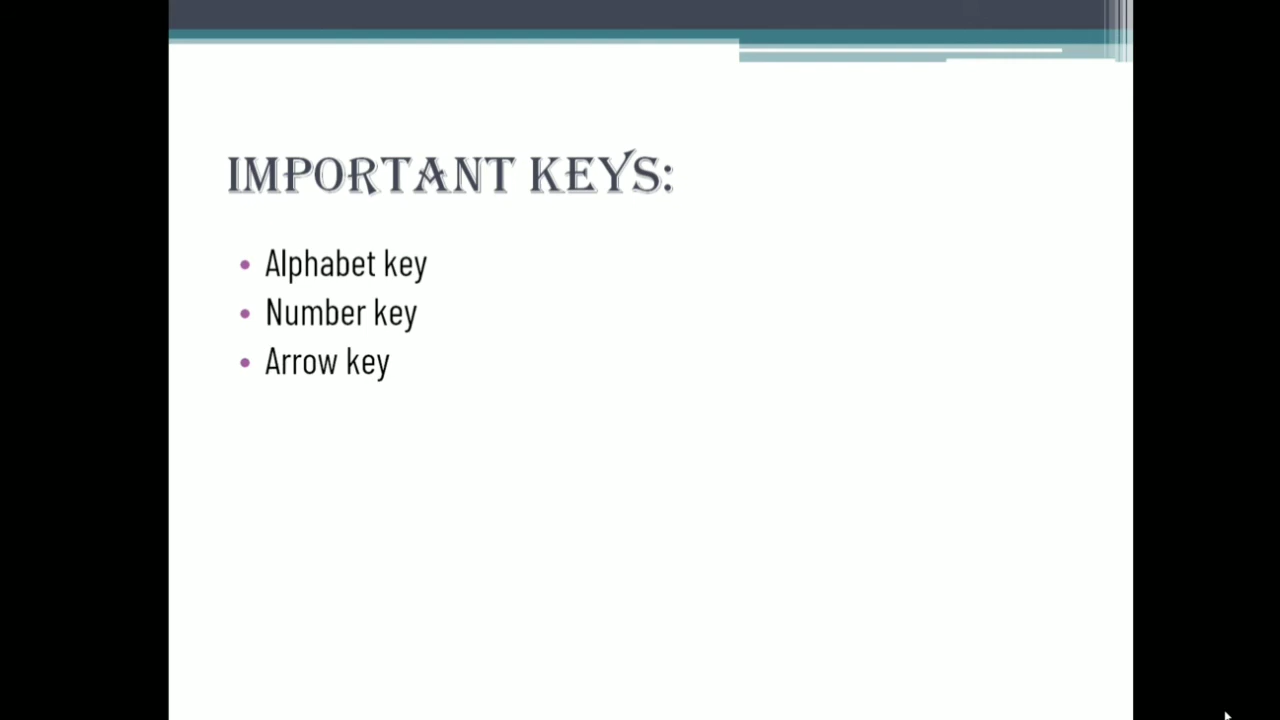 IMPORTANT KEYS:
• Alphabet key
• Number key
• Arrow key